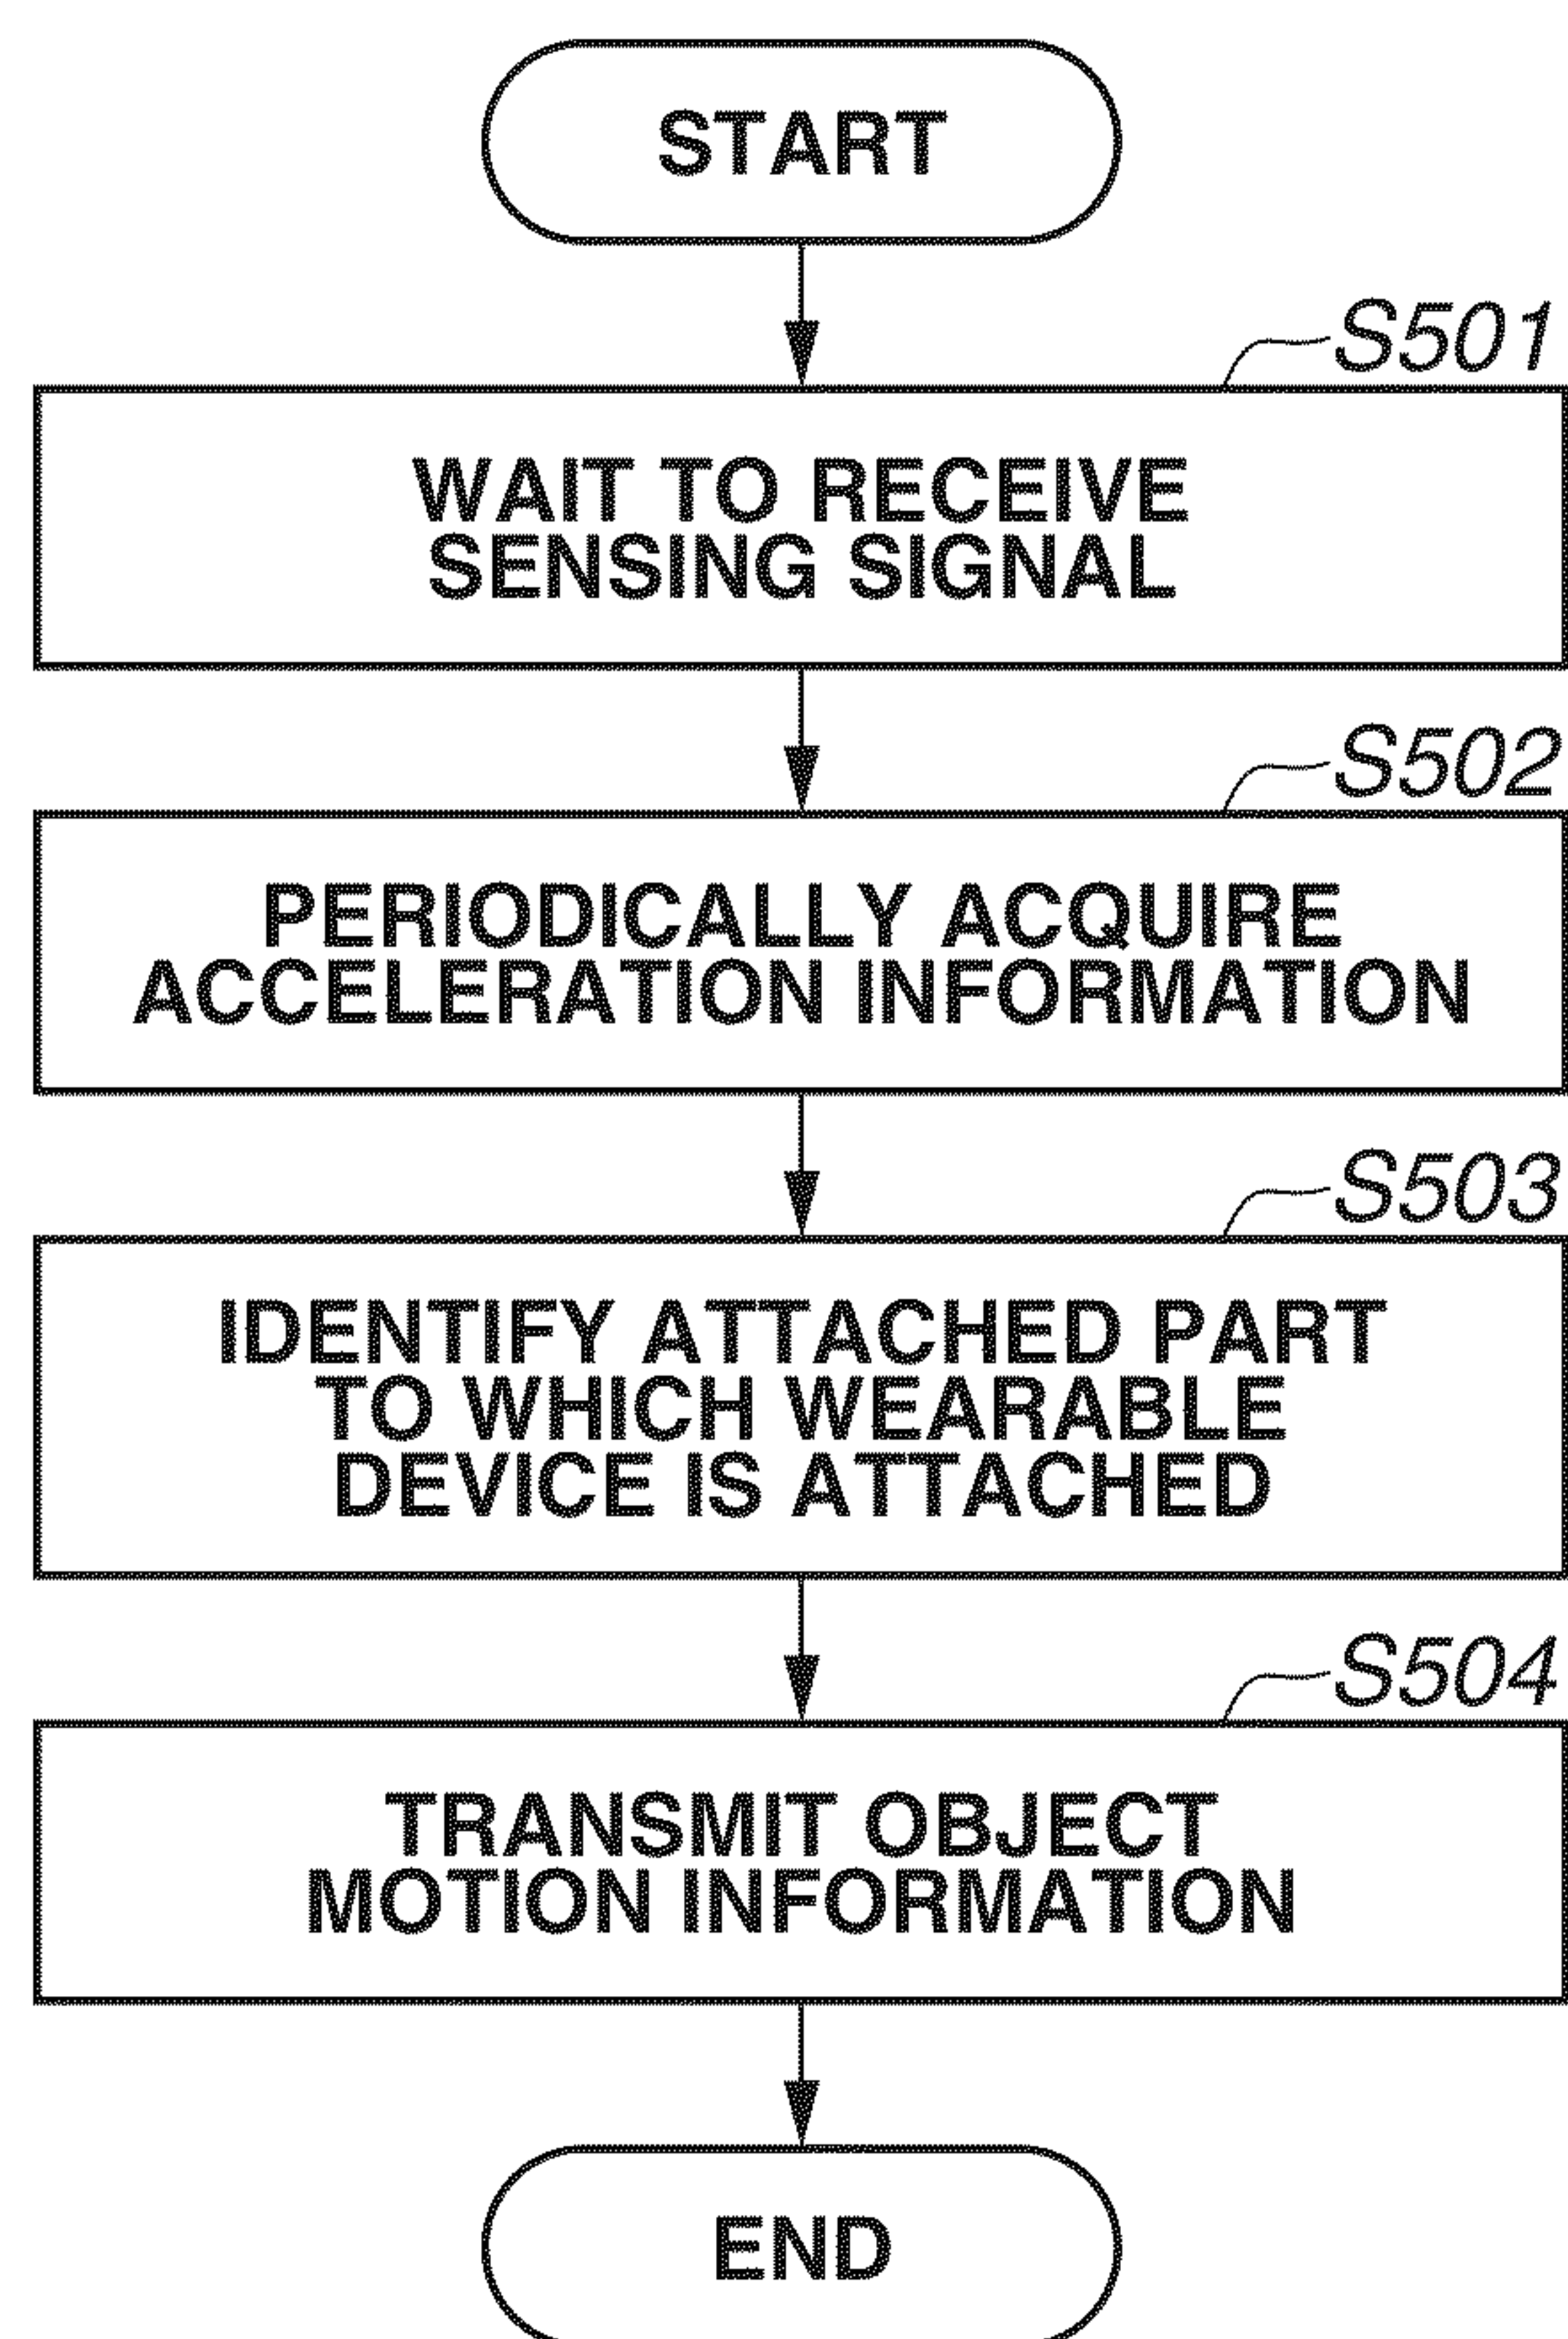 START
S501
WAIT TO RECEIVE
SENSING SIGNAL
S502
PERIODICALLY ACQUIRE
ACCELERATION INFORMATION
S503
IDENTIFY ATTACHED PART
TO WHICH WEARABLE
DEVICE IS ATTACHED
S504
TRANSMIT OBJECT
MOTION INFORMATION
END